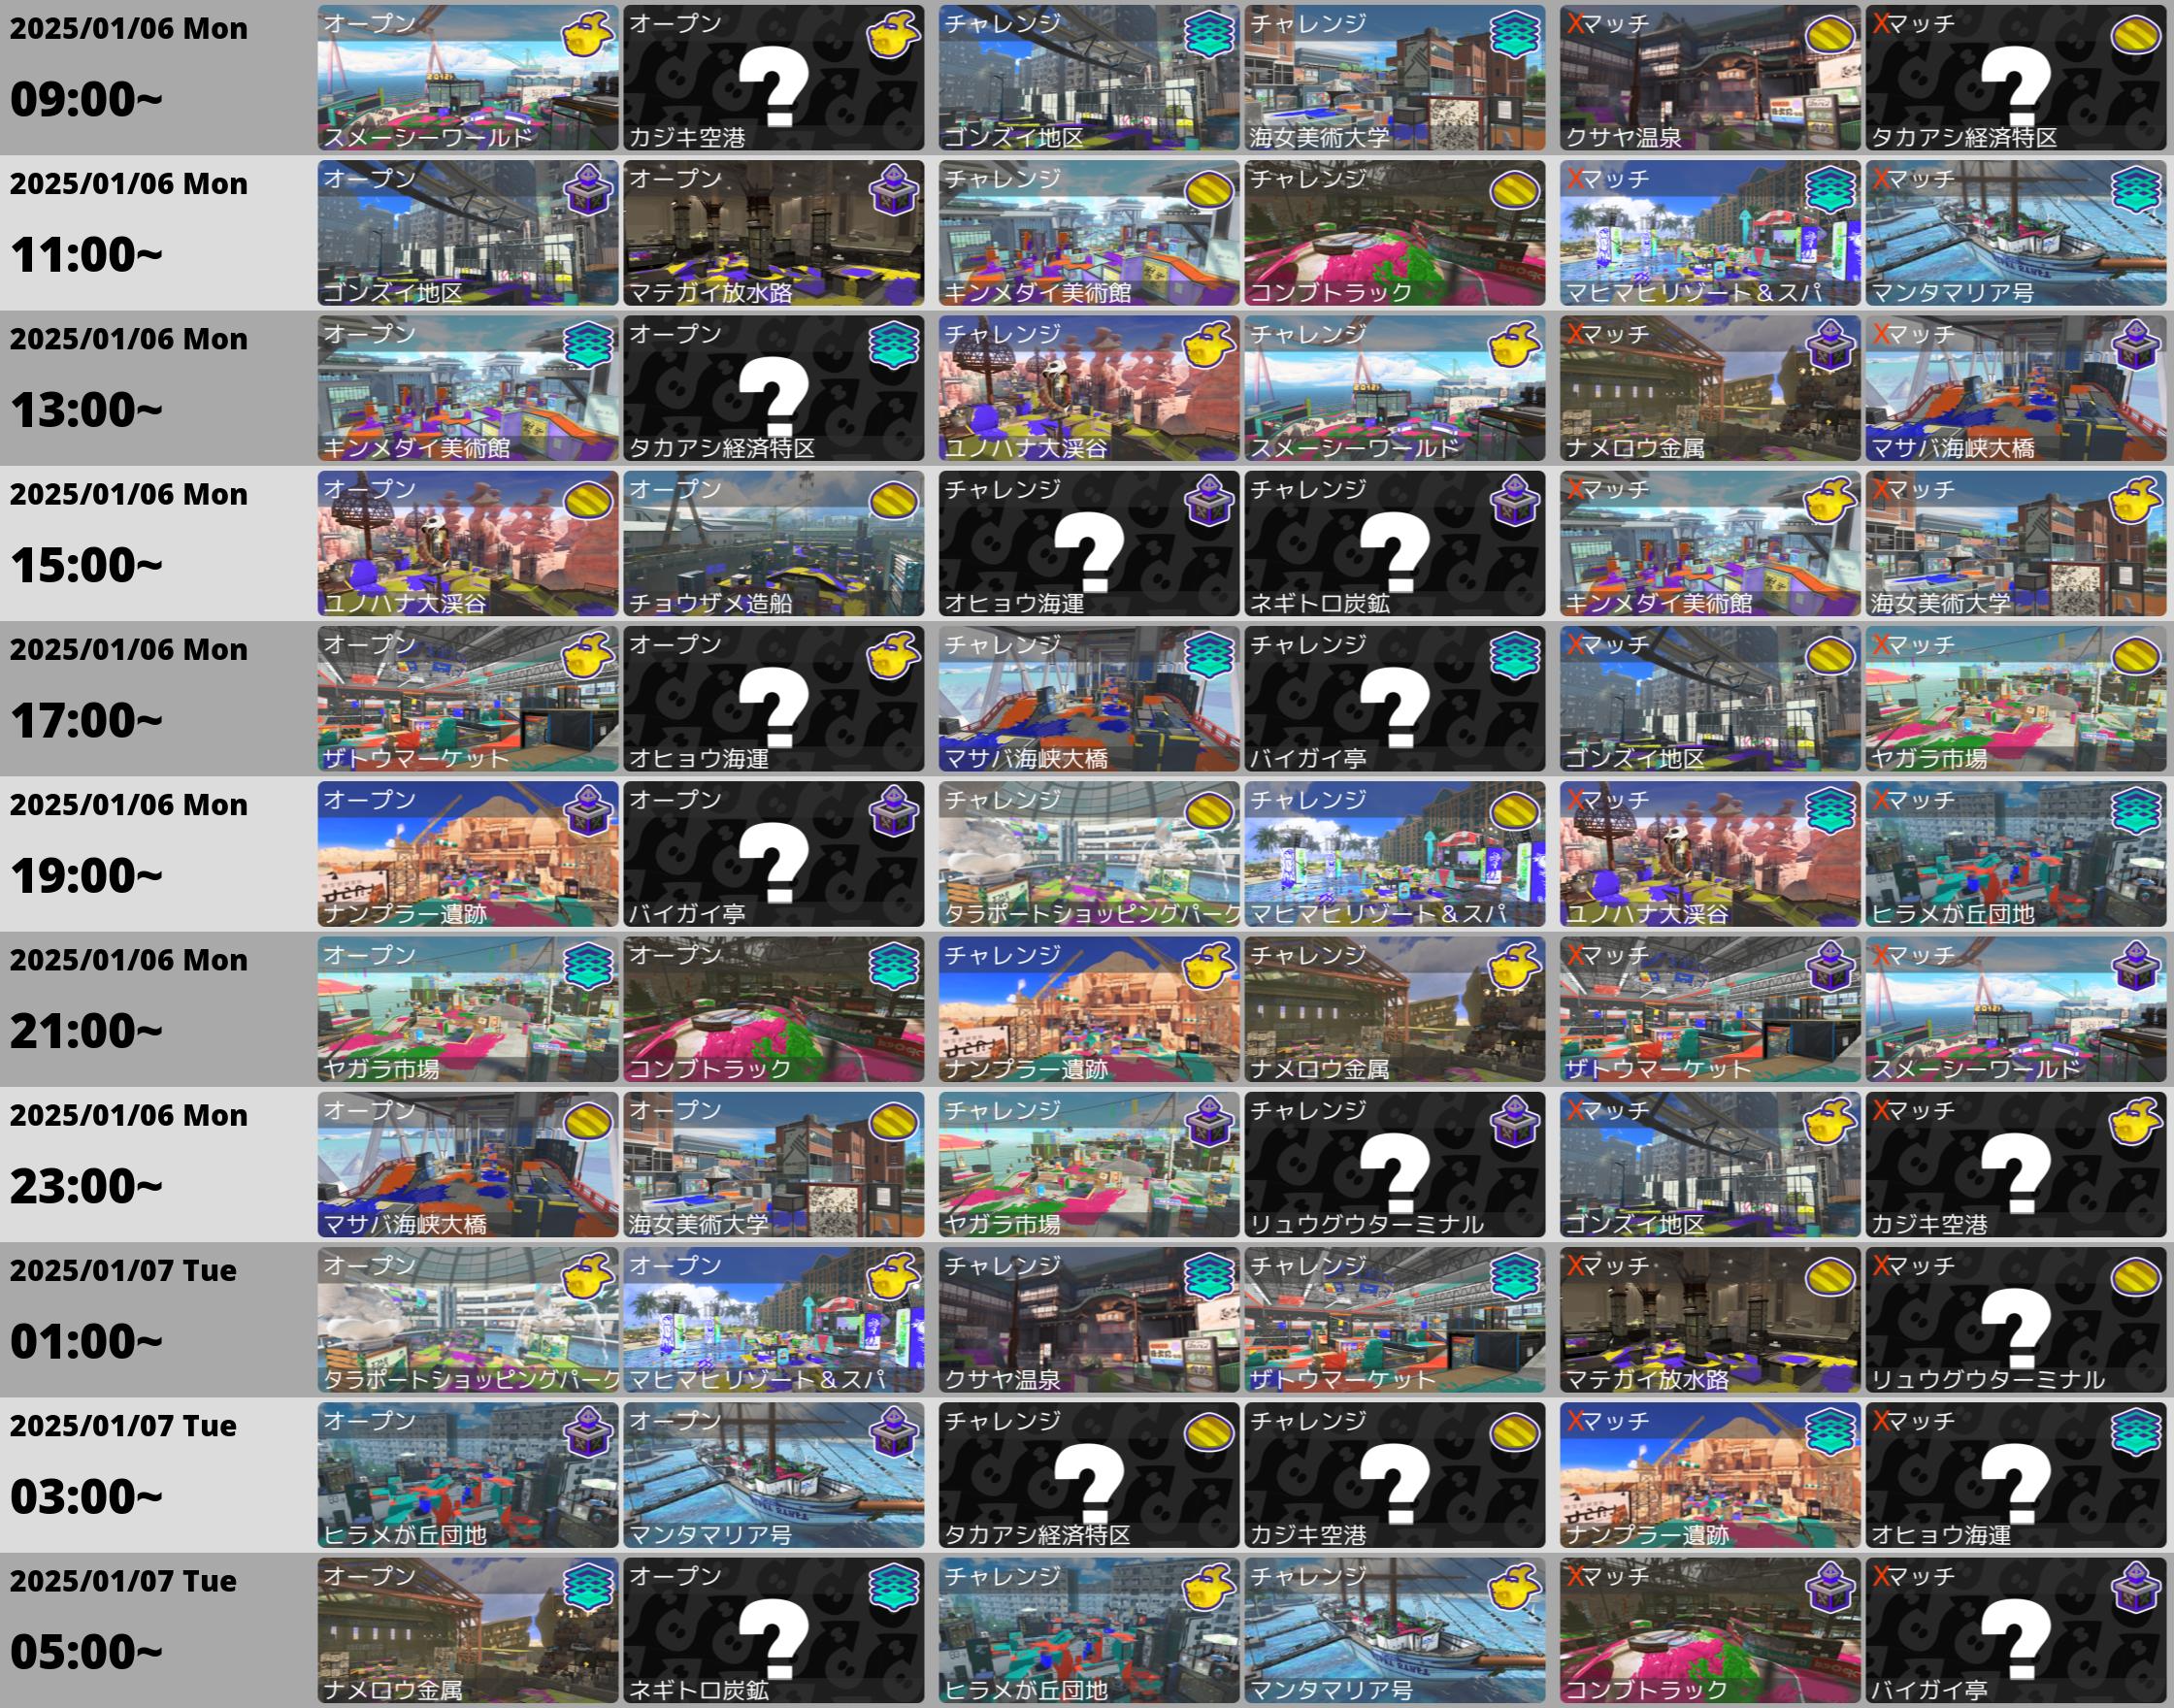 2025/01/06 Mon
09:00~
オープン
スメーシーワールド
オープン
カジキ空港
チャレンジ
ゴンズイ地区
チャレンジ
海女美術大学
Xマッチ
クサヤ温泉
Xマッチ
タカアシ経済特区
2025/01/06 Mon
11:00~
オープン
ゴンズイ地区
オープン
マテガイ放水路
チャレンジ
キンメダイ美術館
チャレンジ
コンブトラック
Xマッチ
マヒマヒリゾート＆スパ
Xマッチ
マンタマリア号
2025/01/06 Mon
13:00~
オープン
キンメダイ美術館
オープン
タカアシ経済特区
チャレンジ
ユノハナ大渓谷
チャレンジ
スメーシーワールド
Xマッチ
ナメロウ金属
Xマッチ
マサバ海峡大橋
2025/01/06 Mon
15:00~
オープン
ユノハナ大渓谷
オープン
チョウザメ造船
チャレンジ
オヒョウ海運
チャレンジ
ネギトロ炭鉱
Xマッチ
キンメダイ美術館
Xマッチ
海女美術大学
2025/01/06 Mon
17:00~
オープン
ザトウマーケット
オープン
オヒョウ海運
チャレンジ
マサバ海峡大橋
チャレンジ
バイガイ亭
Xマッチ
ゴンズイ地区
Xマッチ
ヤガラ市場
2025/01/06 Mon
19:00~
オープン
ナンプラー遺跡
オープン
バイガイ亭
チャレンジ
タラポートショッピングパーク
チャレンジ
マヒマヒリゾート＆スパ
Xマッチ
ユノハナ大渓谷
Xマッチ
ヒラメが丘団地
2025/01/06 Mon
21:00~
オープン
ヤガラ市場
オープン
コンブトラック
チャレンジ
ナンプラー遺跡
チャレンジ
ナメロウ金属
Xマッチ
ザトウマーケット
Xマッチ
スメーシーワールド
2025/01/06 Mon
23:00~
オープン
マサバ海峡大橋
オープン
海女美術大学
チャレンジ
ヤガラ市場
チャレンジ
リュウグウターミナル
Xマッチ
ゴンズイ地区
Xマッチ
カジキ空港
2025/01/07 Tue
01:00~
オープン
タラポートショッピングパーク
オープン
マヒマヒリゾート＆スパ
チャレンジ
クサヤ温泉
チャレンジ
ザトウマーケット
Xマッチ
マテガイ放水路
Xマッチ
リュウグウターミナル
2025/01/07 Tue
03:00~
オープン
ヒラメが丘団地
オープン
マンタマリア号
チャレンジ
タカアシ経済特区
チャレンジ
カジキ空港
Xマッチ
ナンプラー遺跡
Xマッチ
オヒョウ海運
2025/01/07 Tue
05:00~
オープン
ナメロウ金属
オープン
ネギトロ炭鉱
チャレンジ
ヒラメが丘団地
チャレンジ
マンタマリア号
Xマッチ
コンブトラック
Xマッチ
バイガイ亭